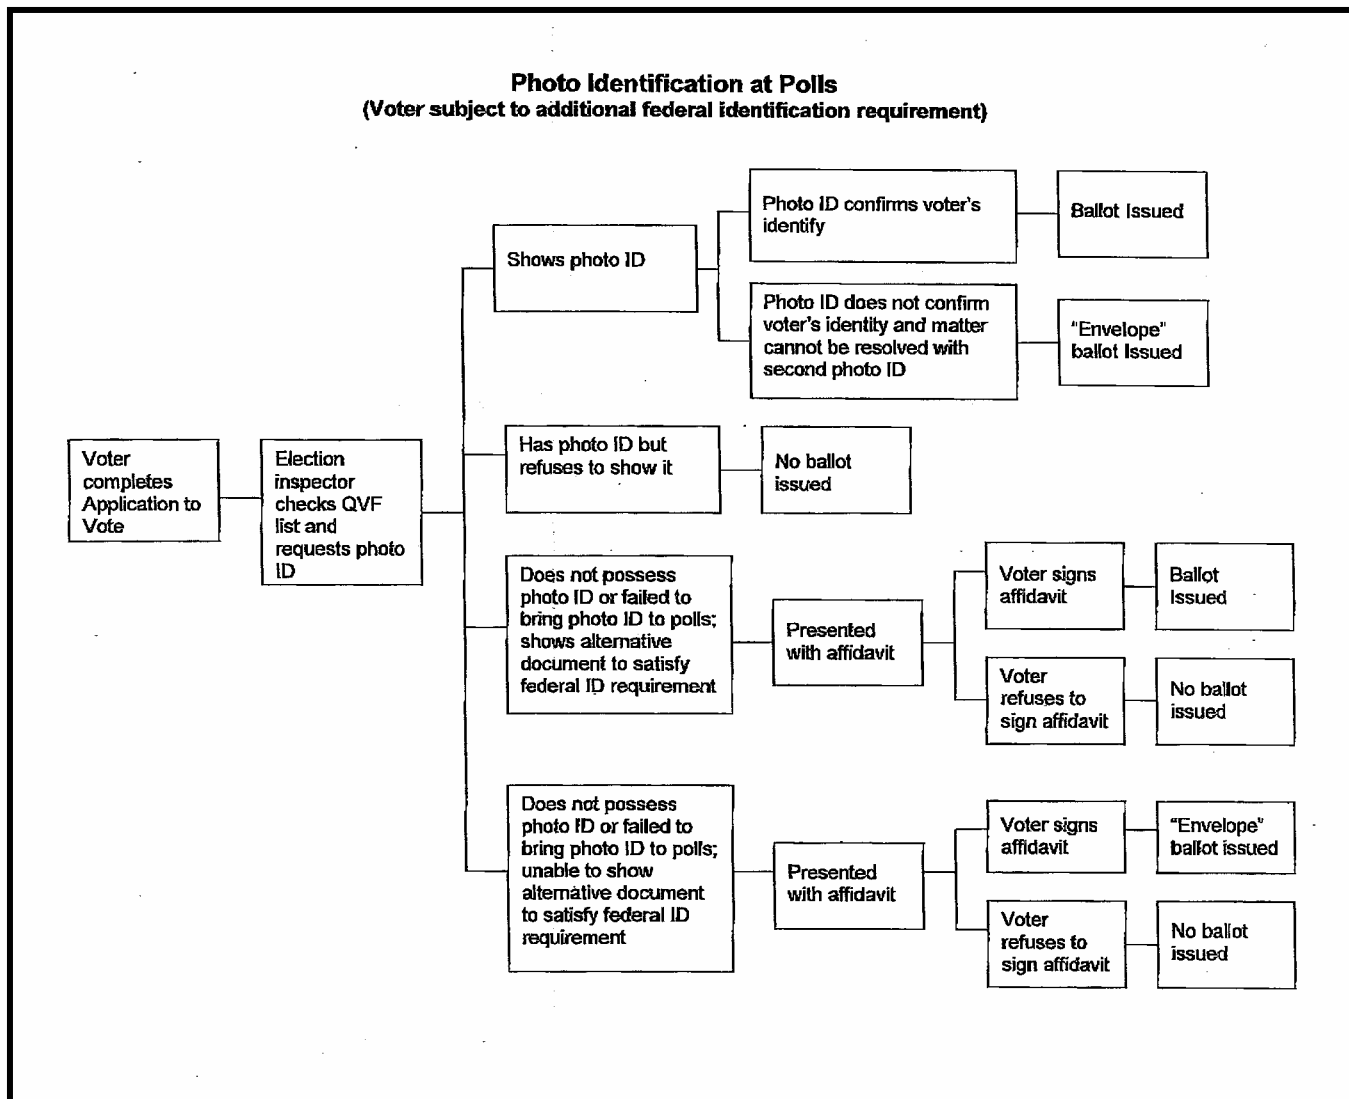 Photo Identification at Polls
(Voter subject to additional federal identification requirement)
Voter
completes
Application to
Vote
Election
inspector
checks QVF
list and
requests photo
ID
Shows photo ID
Photo ID confirms voter's
identify
Ballot Issued
Photo ID does not confirm
voter's identity and matter
cannot be resolved with
second photo ID
"Envelope"
ballot Issued
Has photo ID but
refuses to show it
No ballot
issued
Does not possess
photo ID or failed to
bring photo ID to polls;
shows alternative
document to satisfy
federal ID requirement
Presented
with affidavit
Voter signs
affidavit
Ballot
Issued
Voter
refuses to
sign affidavit
No ballot
issued
Does not possess
photo ID or failed to
bring photo ID to polls;
unable to show
alternative document
to satisfy federal ID
requirement
Presented
with affidavit
Voter signs
affidavit
"Envelope"
ballot issued
Voter
refuses to
sign affidavit
No ballot
issued